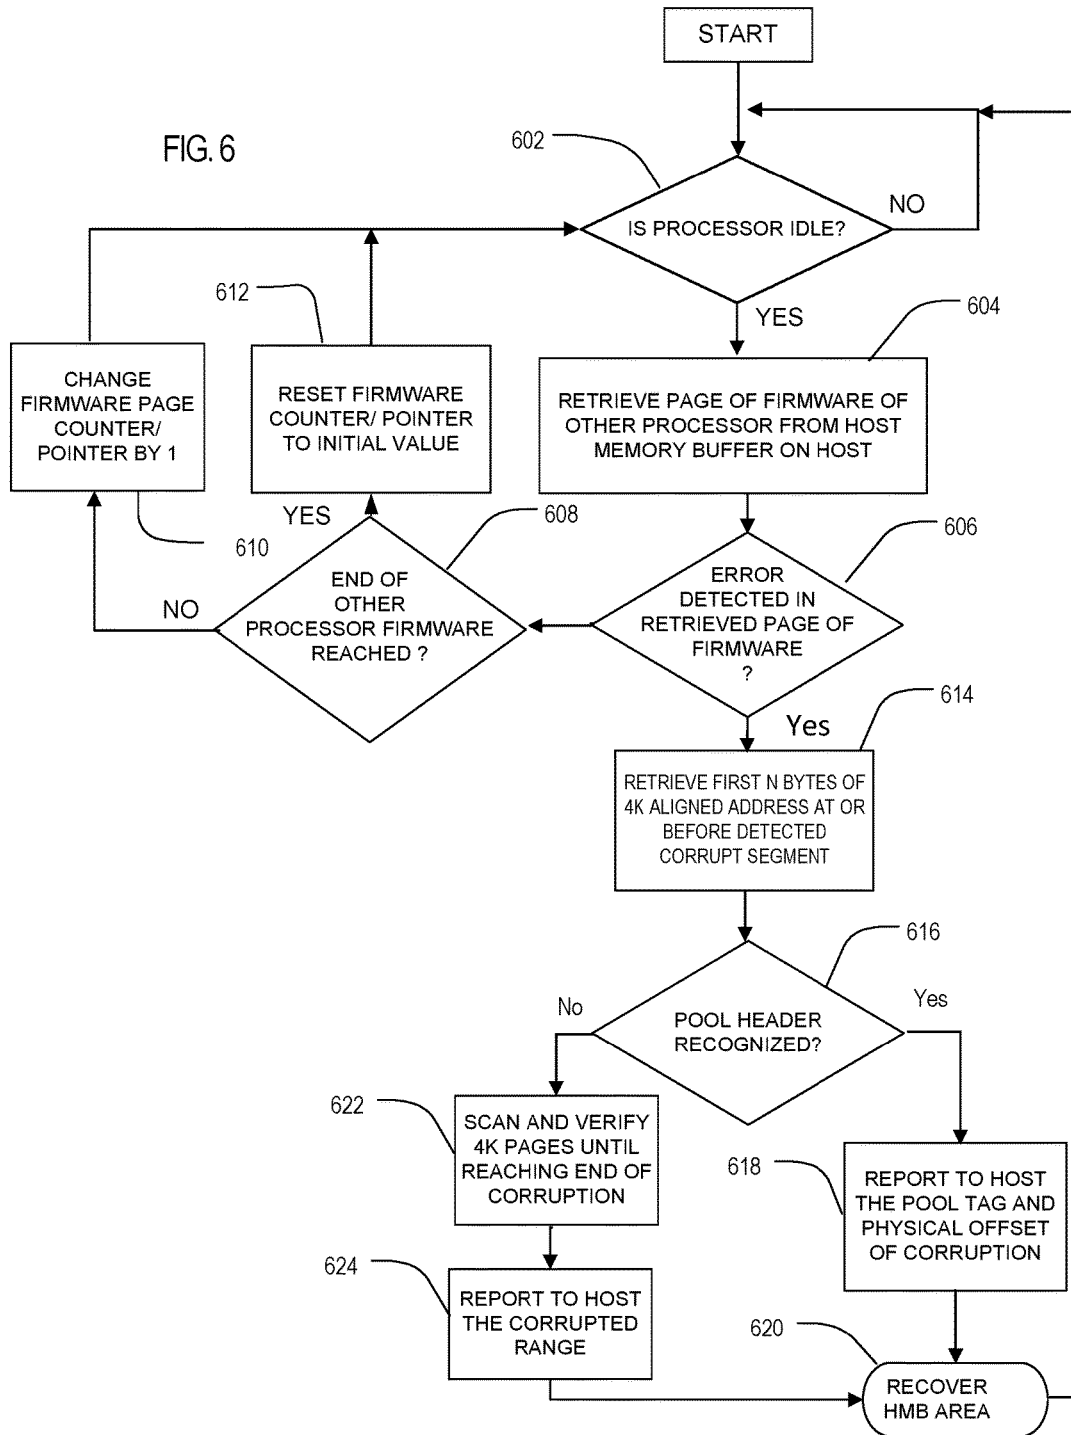 START
FIG. 6
602
IS PROCESSOR IDLE?
NO
YES
604
RETRIEVE PAGE OF FIRMWARE OF
OTHER PROCESSOR FROM HOST
MEMORY BUFFER ON HOST
612
RESET FIRMWARE
COUNTER/ POINTER
TO INITIAL VALUE
CHANGE
FIRMWARE PAGE
COUNTER/
POINTER BY 1
610
YES
608
END OF
OTHER
PROCESSOR FIRMWARE
REACHED ?
NO
606
ERROR
DETECTED IN
RETRIEVED PAGE OF
FIRMWARE
?
Yes
614
RETRIEVE FIRST N BYTES OF
4K ALIGNED ADDRESS AT OR
BEFORE DETECTED
CORRUPT SEGMENT
616
No
Yes
POOL HEADER
RECOGNIZED?
622
SCAN AND VERIFY
4K PAGES UNTIL
REACHING END OF
CORRUPTION
618
REPORT TO HOST
THE POOL TAG AND
PHYSICAL OFFSET
OF CORRUPTION
624
REPORT TO HOST
THE CORRUPTED
RANGE
620
RECOVER
HMB AREA